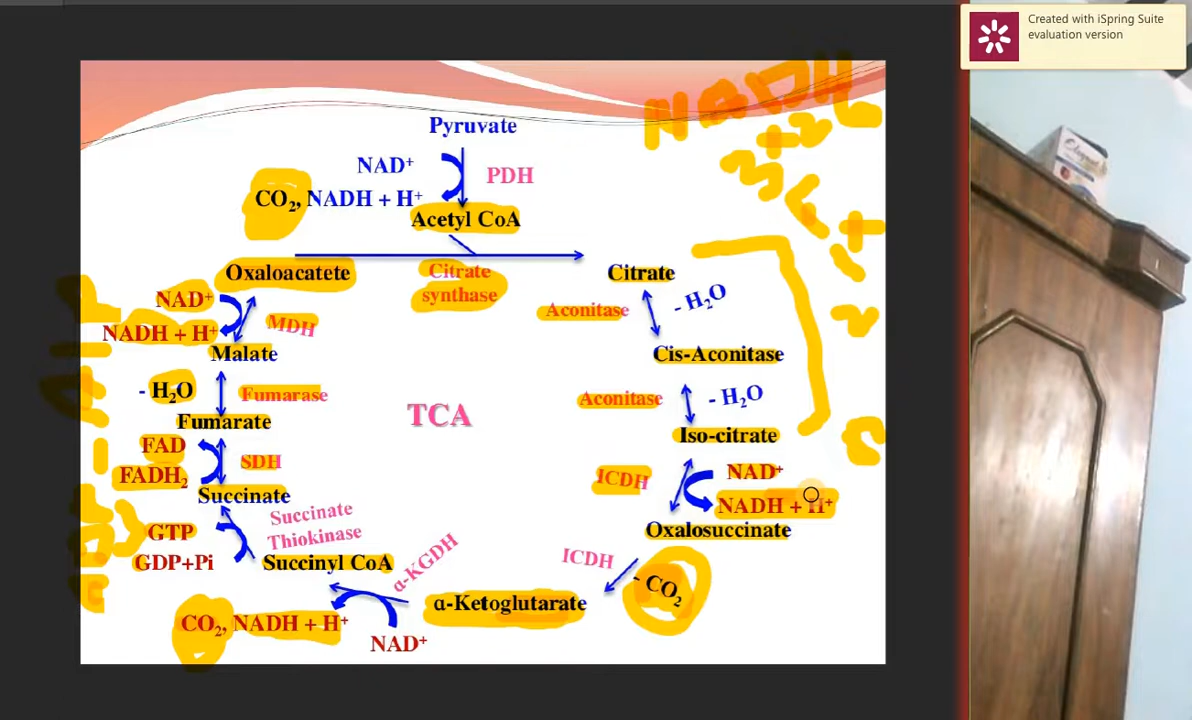 Created with iSpring Suite
evaluation version
NADH
Pyruvate
NAD⁺
PDH
CO₂, NADH + H⁺
Acetyl CoA
Oxaloacatete
Citrate
synthase
Citrate
Aconitase
- H₂O
Cis-Aconitase
Aconitase
- H₂O
Iso-citrate
ICDH
NAD⁺
NADH + H⁺
Oxalosuccinate
ICDH
- CO₂
α-Ketoglutarate
α-KGDH
NAD⁺
CO₂, NADH + H⁺
Succinyl CoA
Succinate
Thiokinase
GTP
GDP+Pi
Succinate
SDH
FAD
FADH₂
Fumarate
Fumarase
- H₂O
Malate
MDH
NAD⁺
NADH + H⁺
TCA